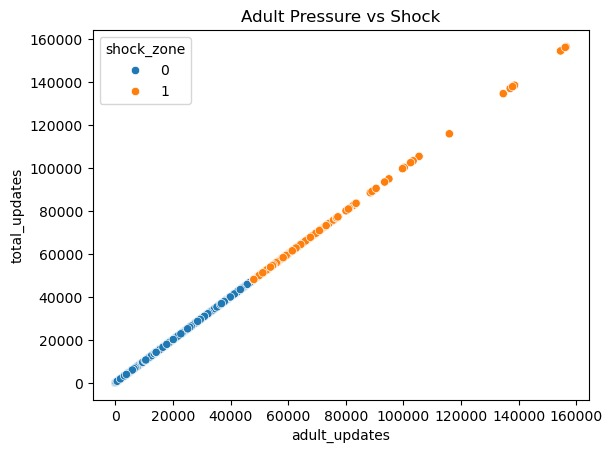 Adult Pressure vs Shock
shock_zone
0
1
total_updates
160000
140000
120000
100000
80000
60000
40000
20000
0
0 20000 40000 60000 80000 100000 120000 140000 160000
adult_updates